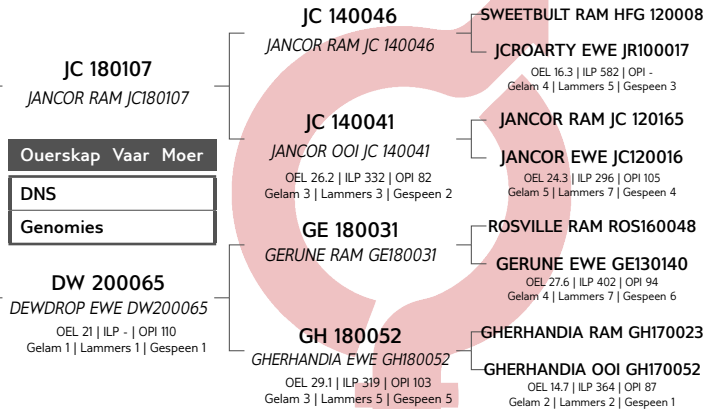 JC 180107
JANCOR RAM JC180107
Ouerskap Vaar Moer
DNS
Genomies
DW 200065
DEWDROP EWE DW200065
OEL 21 | ILP - | OPI 110
Gelam 1 | Lammers 1 | Gespeen 1
JC 140046
JANCOR RAM JC 140046
JC 140041
JANCOR OOI JC 140041
OEL 26.2 | ILP 332 | OPI 82
Gelam 3 | Lammers 3 | Gespeen 2
GE 180031
GERUNE RAM GE180031
GH 180052
GHERHANDIA EWE GH180052
OEL 29.1 | ILP 319 | OPI 103
Gelam 3 | Lammers 5 | Gespeen 5
SWEETBULT RAM HFG 120008
JCROARTY EWE JR100017
OEL 16.3 | ILP 582 | OPI -
Gelam 4 | Lammers 5 | Gespeen 3
JANCOR RAM JC 120165
JANCOR EWE JC120016
OEL 24.3 | ILP 296 | OPI 105
Gelam 5 | Lammers 7 | Gespeen 4
ROSVILLE RAM ROS160048
GERUNE EWE GE130140
OEL 27.6 | ILP 402 | OPI 94
Gelam 4 | Lammers 7 | Gespeen 6
GHERHANDIA RAM GH170023
GHERHANDIA OOI GH170052
OEL 14.7 | ILP 364 | OPI 87
Gelam 2 | Lammers 2 | Gespeen 1